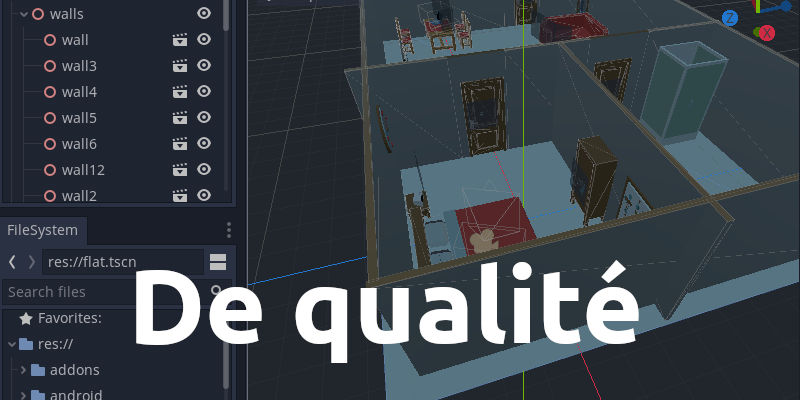 walls
wall
wall3
wall4
wall5
wall6
wall12
wall2
FileSystem
res://flat.tscn
Search files
Favorites:
res://
addons
android
De qualité
Z
X